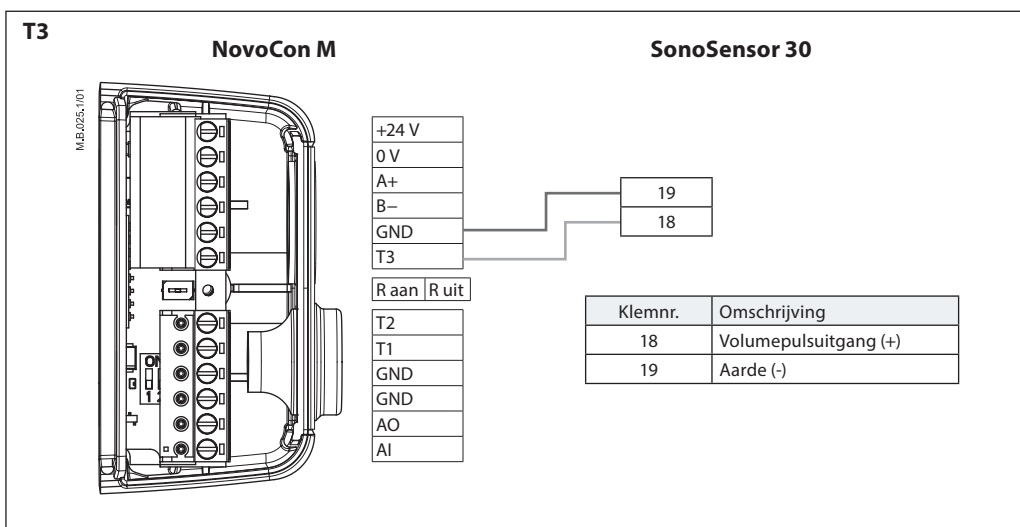 T3
NovoCon M
SonoSensor 30
M.B.025.1/01
+24 V
0 V
A+
B−
GND
T3
R aan R uit
T2
T1
GND
GND
AO
AI
19
18
Klemnr. Omschrijving
18 Volumepulsuitgang (+)
19 Aarde (-)
ON
1 2